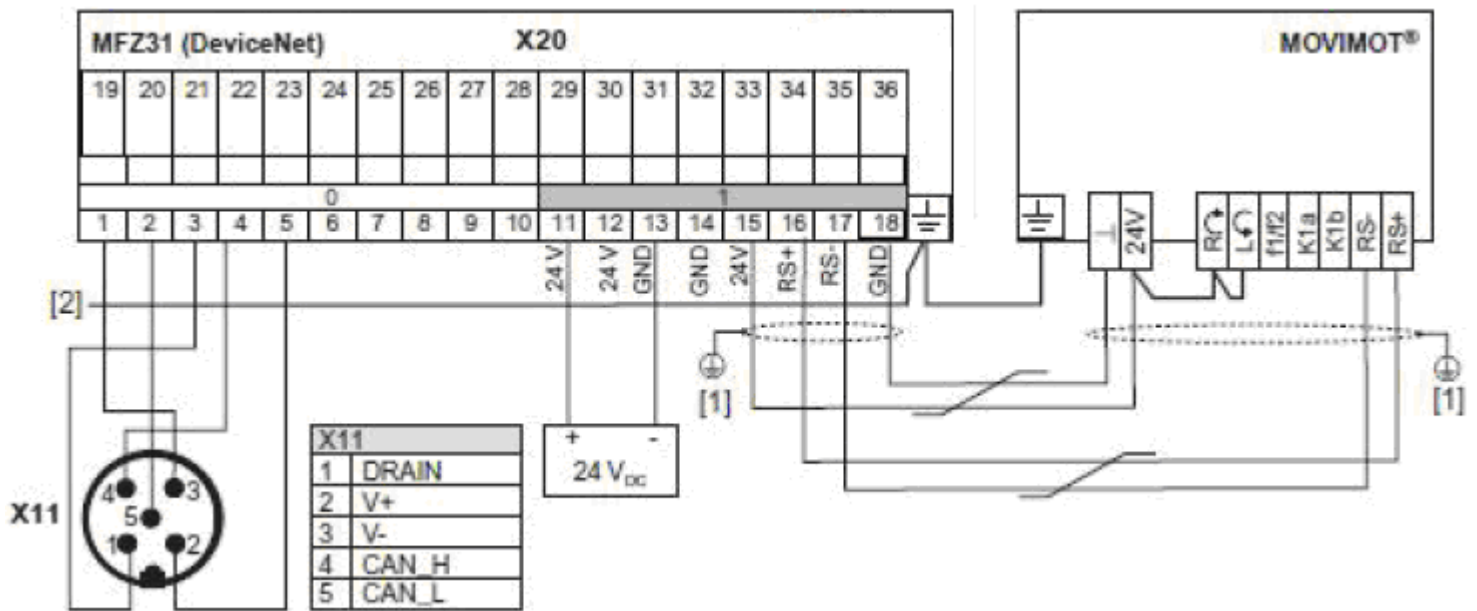 MFZ31 (DeviceNet) X20 MOVIMOT®
19 20 21 22 23 24 25 26 27 28 29 30 31 32 33 34 35 36
0 1
1 2 3 4 5 6 7 8 9 10 11 12 13 14 15 16 17 18
24 V 24 V GND GND 24V RS+ RS- GND
⊥ 24V R L f1/f2 K1a K1b RS- RS+
[2]
[1] [1]
X11
1 DRAIN
2 V+
3 V-
4 CAN_H
5 CAN_L
+ -
24 VDC
X11
4 3
5
1 2